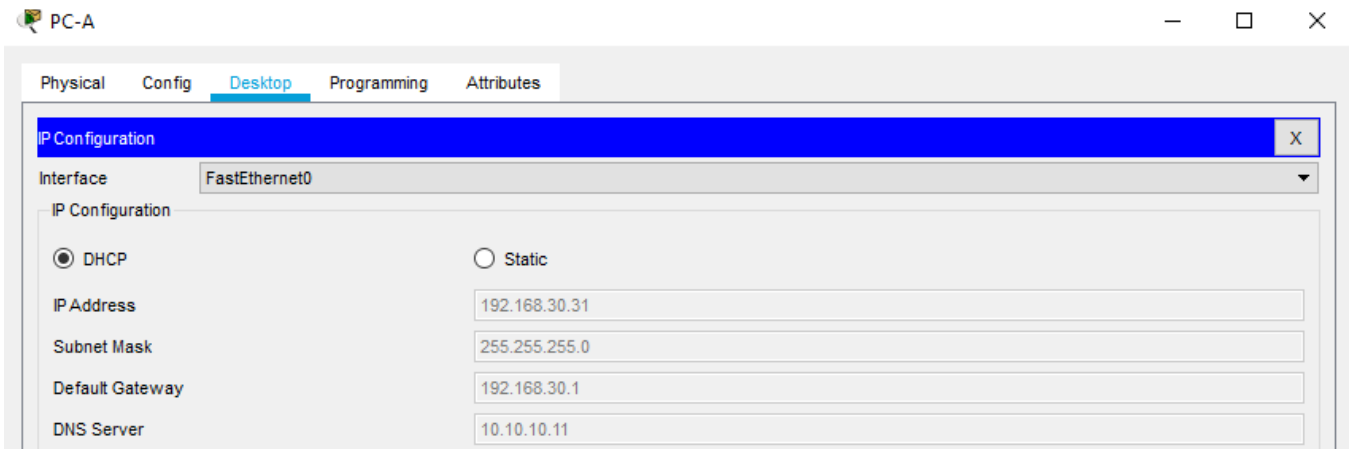 PC-A
Physical Config Desktop Programming Attributes
IP Configuration X
Interface FastEthernet0
IP Configuration
DHCP Static
IP Address 192.168.30.31
Subnet Mask 255.255.255.0
Default Gateway 192.168.30.1
DNS Server 10.10.10.11